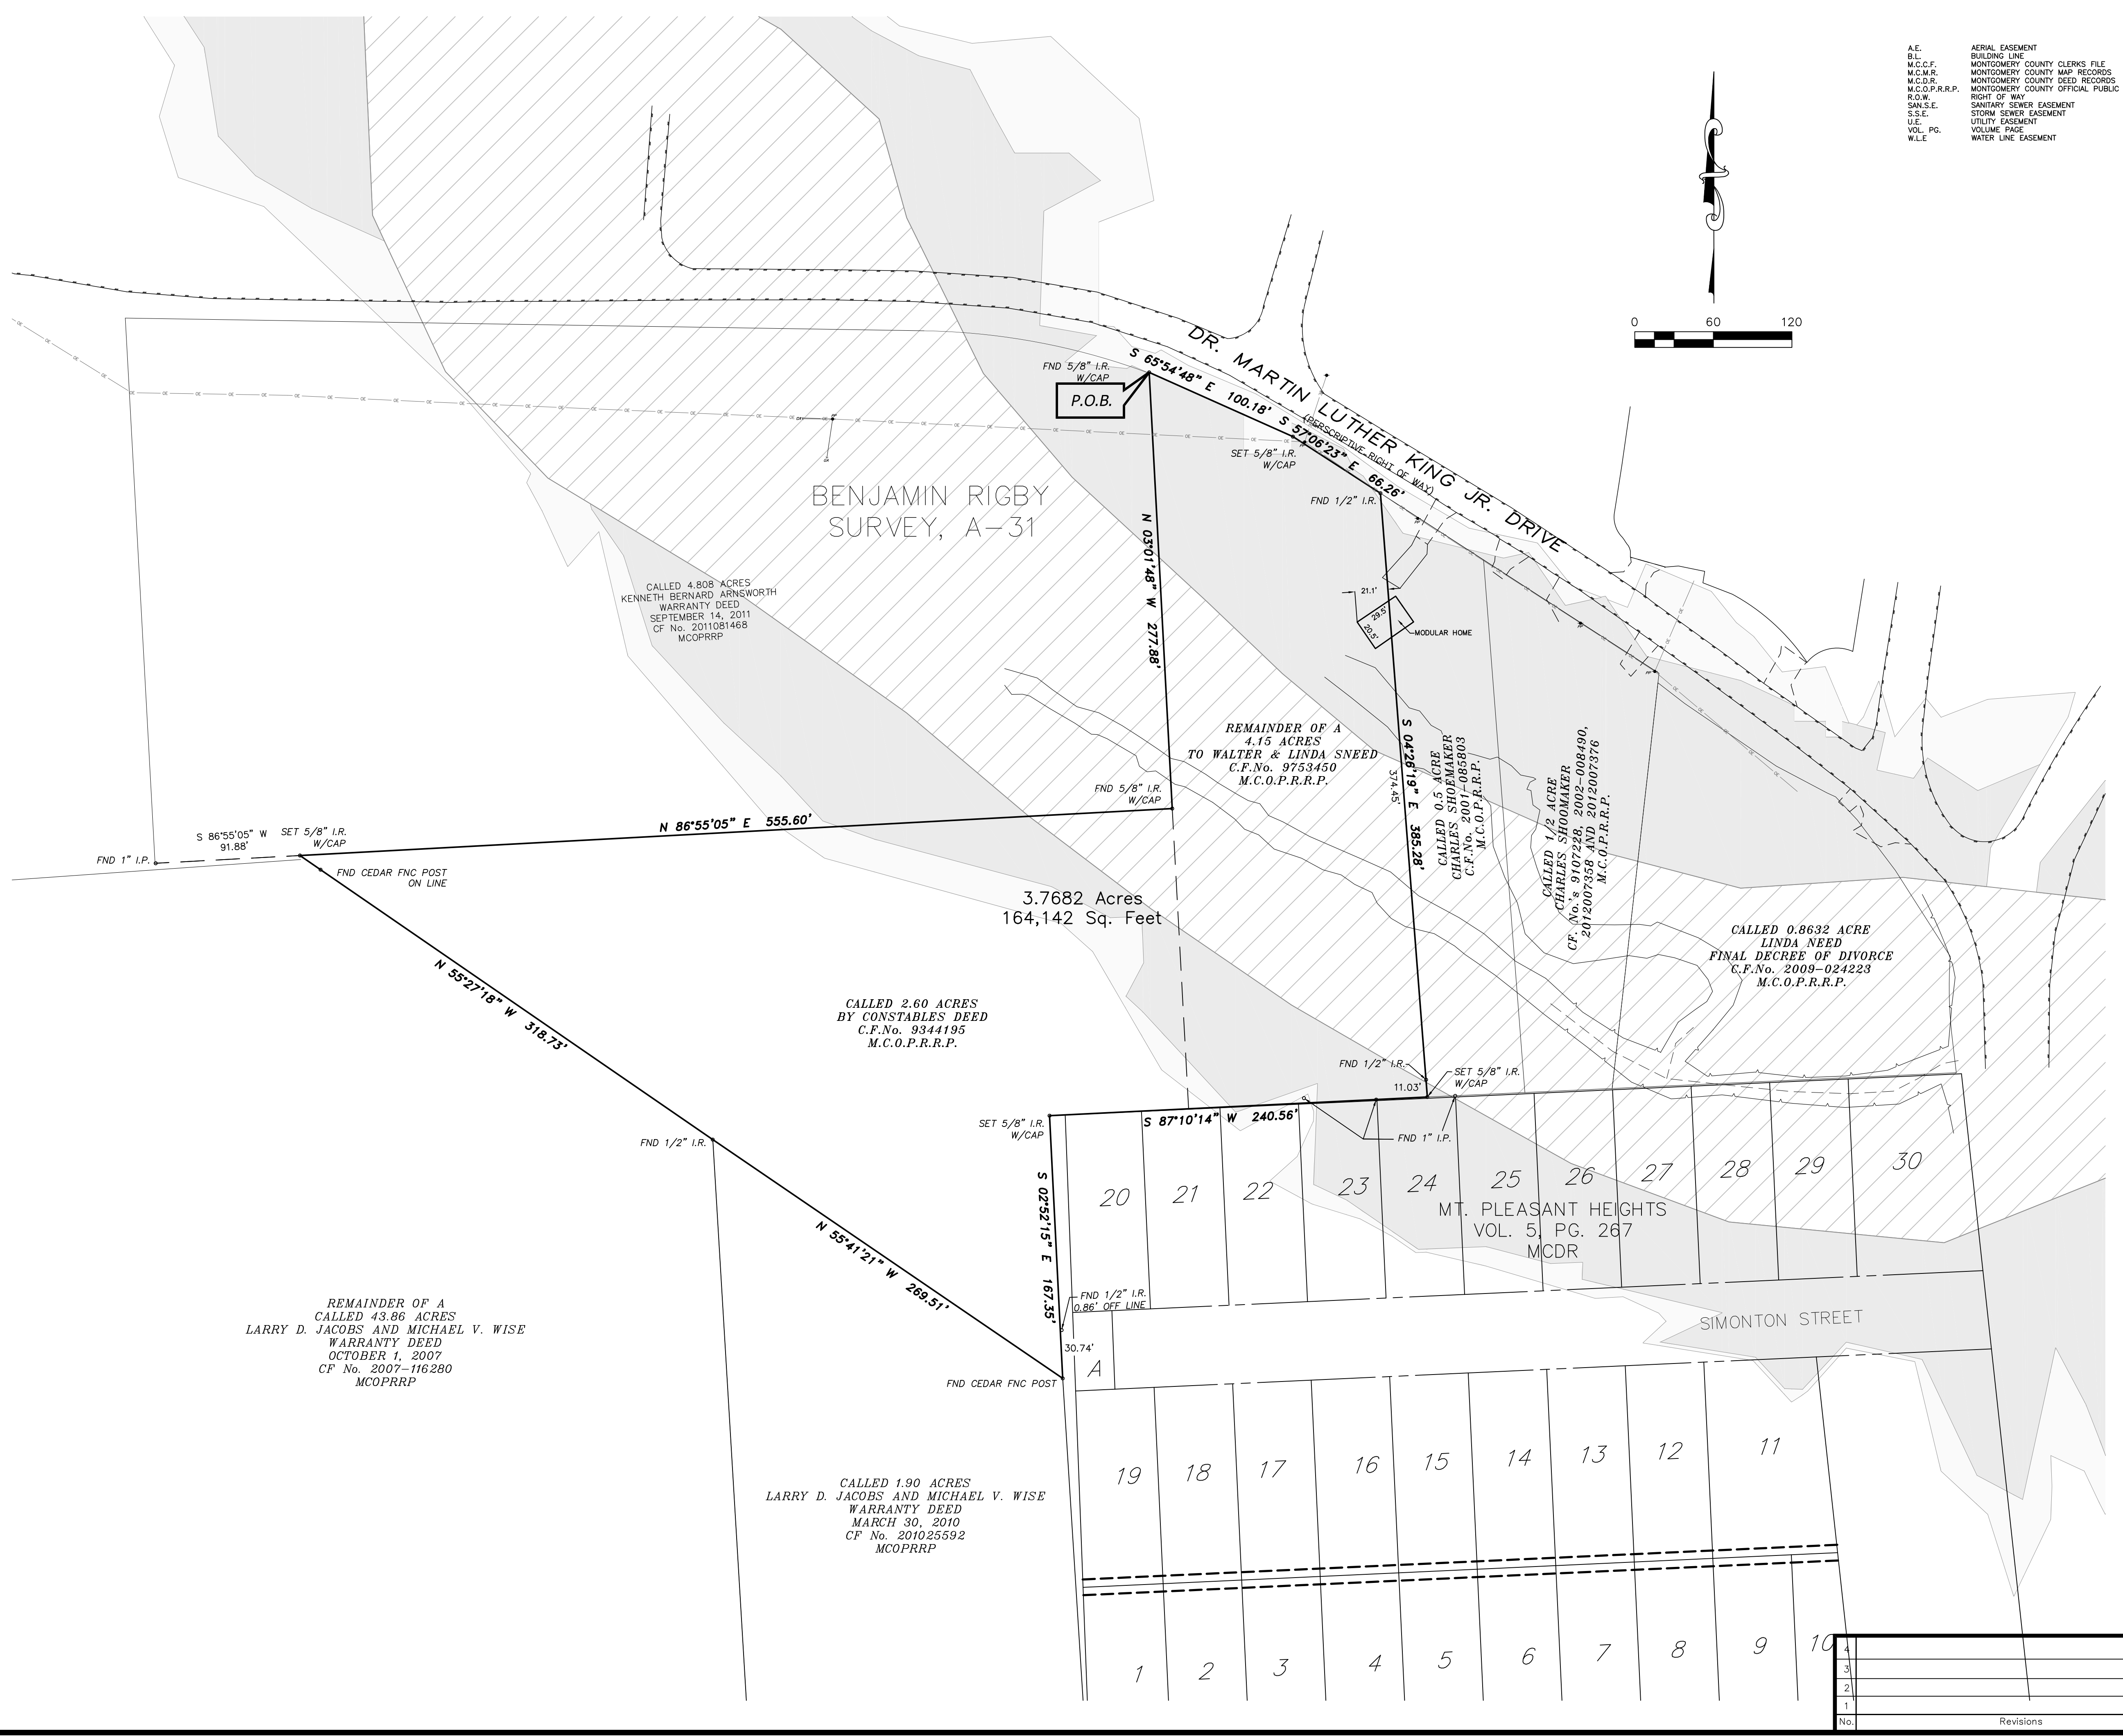 A.E. AERIAL EASEMENT
B.L. BUILDING LINE
M.C.C.F. MONTGOMERY COUNTY CLERKS FILE
M.C.M.R. MONTGOMERY COUNTY MAP RECORDS
M.C.D.R. MONTGOMERY COUNTY DEED RECORDS
M.C.O.P.R.R.P. MONTGOMERY COUNTY OFFICIAL PUBLIC
R.O.W. RIGHT OF WAY
SAN.S.E. SANITARY SEWER EASEMENT
S.S.E. STORM SEWER EASEMENT
U.E. UTILITY EASEMENT
VOL. PG. VOLUME PAGE
W.L.E WATER LINE EASEMENT
0 60 120
DR. MARTIN LUTHER KING JR. DRIVE
(PERSCRIPTIVE RIGHT OF WAY)
S 65°54'48" E 100.18'
S 57°06'23" E 66.26'
FND 5/8" I.R.
W/CAP
P.O.B.
SET 5/8" I.R.
W/CAP
FND 1/2" I.R.
BENJAMIN RIGBY
SURVEY, A-31
N 03°01'48" W 277.88'
CALLED 4.808 ACRES
KENNETH BERNARD ARNSWORTH
WARRANTY DEED
SEPTEMBER 14, 2011
CF No. 2011081468
MCOPRRP
21.1'
29.5'
20.5'
MODULAR HOME
REMAINDER OF A
4.15 ACRES
TO WALTER & LINDA SNEED
C.F.No. 9753450
M.C.O.P.R.R.P.
S 04°26'19" E 385.28'
374.45'
CALLED 0.5 ACRE
CHARLES SHOEMAKER
C.F.No. 2001-085803
M.C.O.P.R.R.P.
CALLED 1/2 ACRE
CHARLES SHOOMAKER
CF. No.'s 9107228, 2002-008490,
2012007358 AND 2012007376
M.C.O.P.R.R.P.
FND 5/8" I.R.
W/CAP
N 86°55'05" E 555.60'
S 86°55'05" W
91.88'
SET 5/8" I.R.
W/CAP
FND 1" I.P.
FND CEDAR FNC POST
ON LINE
3.7682 Acres
164,142 Sq. Feet
CALLED 0.8632 ACRE
LINDA NEED
FINAL DECREE OF DIVORCE
C.F.No. 2009-024223
M.C.O.P.R.R.P.
N 55°27'18" W 318.73'
CALLED 2.60 ACRES
BY CONSTABLES DEED
C.F.No. 9344195
M.C.O.P.R.R.P.
FND 1/2" I.R.
11.03'
SET 5/8" I.R.
W/CAP
SET 5/8" I.R.
W/CAP
S 87°10'14" W 240.56'
FND 1" I.P.
FND 1/2" I.R.
20 21 22 23 24 25 26 27 28 29 30
MT. PLEASANT HEIGHTS
VOL. 5, PG. 267
MCDR
S 02°52'15" E 167.35'
N 55°41'21" W 269.51'
FND 1/2" I.R.
0.86' OFF LINE
SIMONTON STREET
30.74'
A
FND CEDAR FNC POST
REMAINDER OF A
CALLED 43.86 ACRES
LARRY D. JACOBS AND MICHAEL V. WISE
WARRANTY DEED
OCTOBER 1, 2007
CF No. 2007-116280
MCOPRRP
19 18 17 16 15 14 13 12 11
CALLED 1.90 ACRES
LARRY D. JACOBS AND MICHAEL V. WISE
WARRANTY DEED
MARCH 30, 2010
CF No. 201025592
MCOPRRP
1 2 3 4 5 6 7 8 9 10
4
3
2
1
No. Revisions